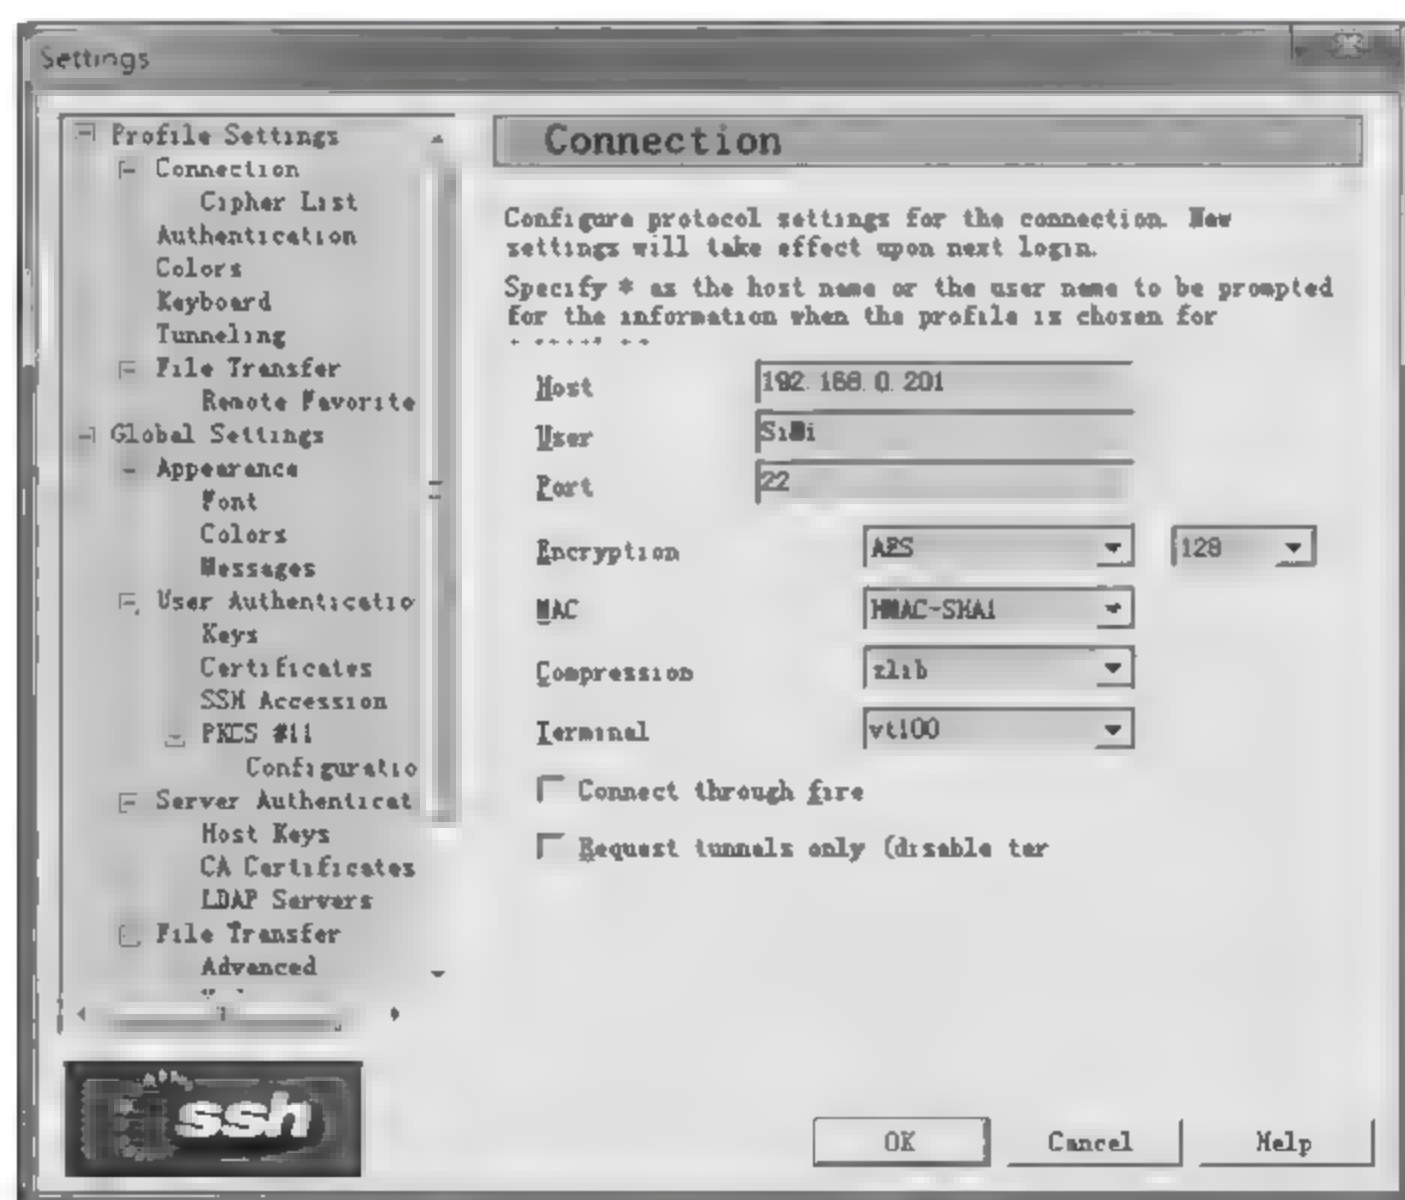 Settings
Profile Settings
Connection
Cipher List
Authentication
Colors
Keyboard
Tunneling
File Transfer
Remote Favorite
Global Settings
Appearance
Font
Colors
Messages
User Authenticatio
Keys
Certificates
SSH Accession
PKCS #11
Configuratio
Server Authenticat
Host Keys
CA Certificates
LDAP Servers
File Transfer
Advanced
ssh
Connection
Configure protocol settings for the connection. New
settings will take effect upon next login.
Specify * as the host name or the user name to be prompted
for the information when the profile is chosen for
Host 192.168.0.201
User
Port 22
Encryption AES 128
MAC HMAC-SHA1
Compression zlib
Terminal vt100
Connect through fire
Request tunnels only (disable ter
OK Cancel Help